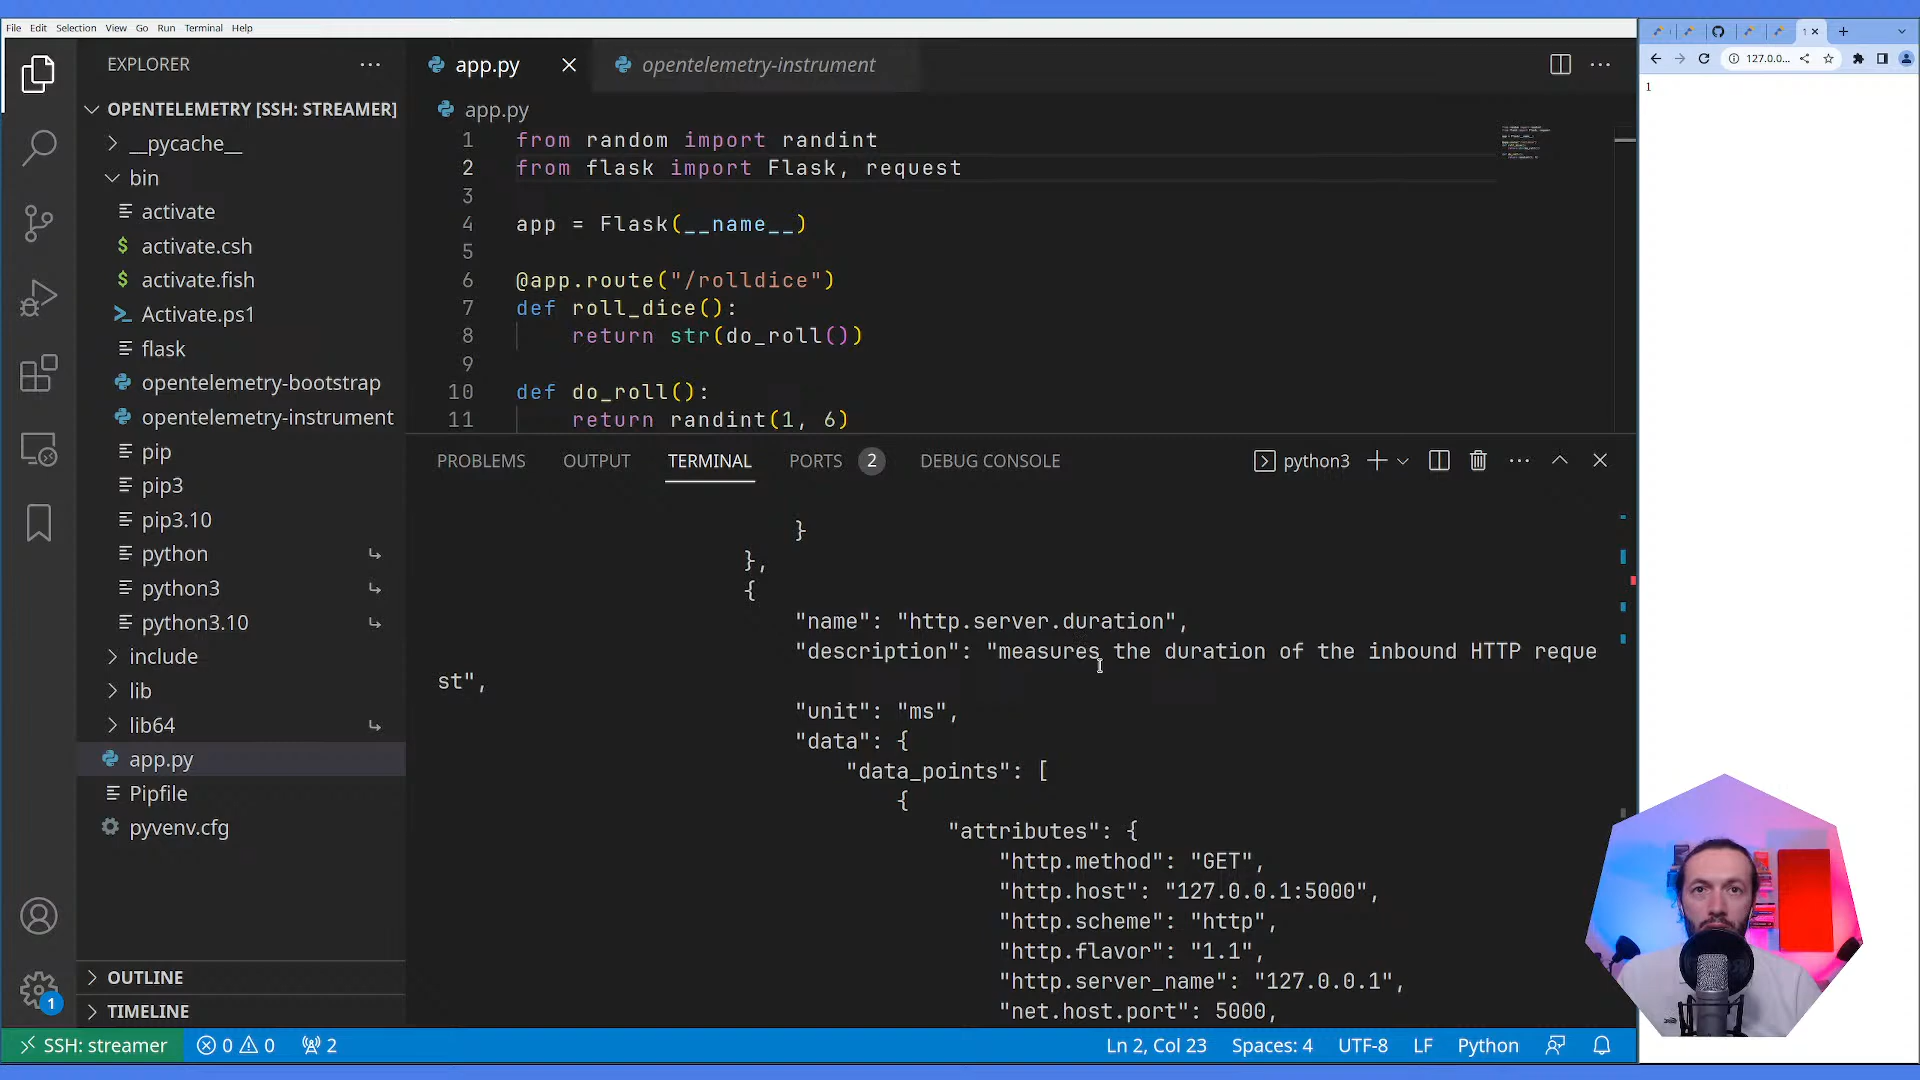 File Edit Selection View Go Run Terminal Help
EXPLORER
OPENTELEMETRY [SSH: STREAMER]
__pycache__
bin
activate
$ activate.csh
$ activate.fish
Activate.ps1
flask
opentelemetry-bootstrap
opentelemetry-instrument
pip
pip3
pip3.10
python
python3
python3.10
include
lib
lib64
app.py
Pipfile
pyvenv.cfg
OUTLINE
TIMELINE
1
app.py
opentelemetry-instrument
app.py
1 from random import randint
2 from flask import Flask, request
3
4 app = Flask(__name__)
5
6 @app.route("/rolldice")
7 def roll_dice():
8 return str(do_roll())
9
10 def do_roll():
11 return randint(1, 6)
PROBLEMS OUTPUT TERMINAL PORTS 2 DEBUG CONSOLE
python3
}
},
{
"name": "http.server.duration",
"description": "measures the duration of the inbound HTTP reque
st",
"unit": "ms",
"data": {
"data_points": [
{
"attributes": {
"http.method": "GET",
"http.host": "127.0.0.1:5000",
"http.scheme": "http",
"http.flavor": "1.1",
"http.server_name": "127.0.0.1",
"net.host.port": 5000,
SSH: streamer 0 0 2
Ln 2, Col 23 Spaces: 4 UTF-8 LF Python
1
127.0.0...
1